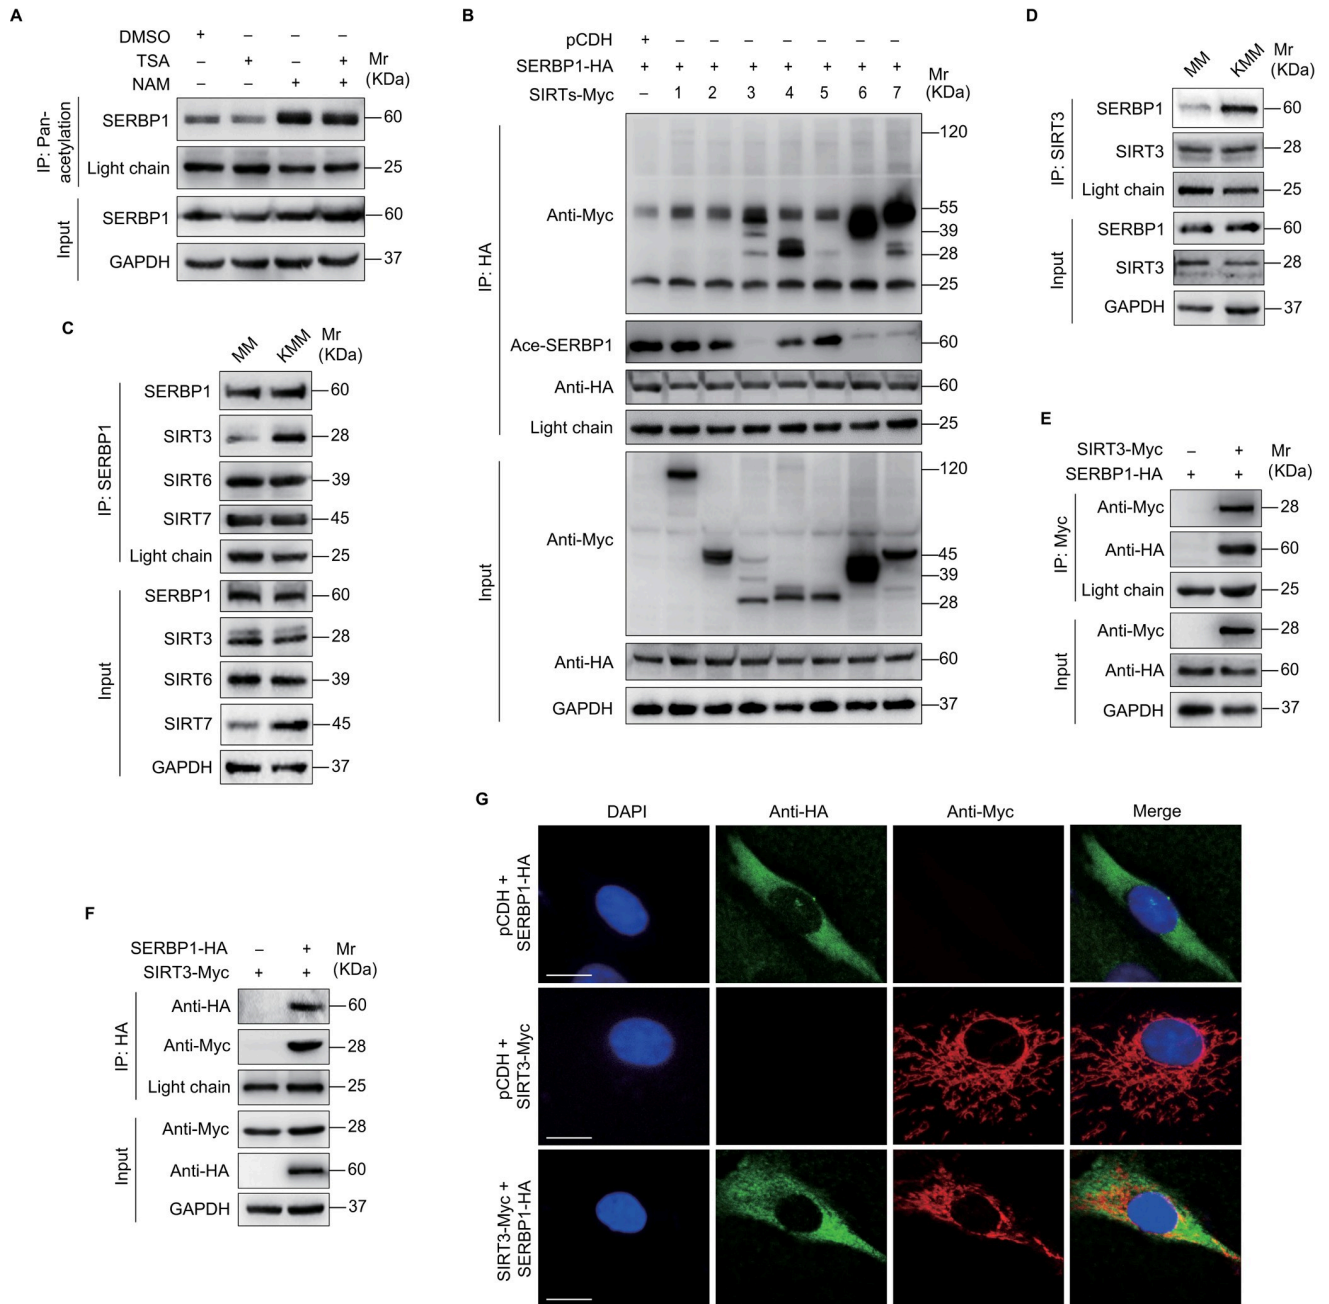 A
DMSO + – – –
TSA – + – + Mr
NAM – – + + (KDa)
IP: Pan-acetylation
SERBP1 60
Light chain 25
Input
SERBP1 60
GAPDH 37
B
pCDH + – – – – – – –
SERBP1-HA + + + + + + + + Mr
SIRTs-Myc – 1 2 3 4 5 6 7 (KDa)
IP: HA
120
Anti-Myc 55
39
28
25
Ace-SERBP1 60
Anti-HA 60
Light chain 25
Input
120
Anti-Myc 45
39
28
Anti-HA 60
GAPDH 37
C
MM KMM Mr
(KDa)
IP: SERBP1
SERBP1 60
SIRT3 28
SIRT6 39
SIRT7 45
Light chain 25
Input
SERBP1 60
SIRT3 28
SIRT6 39
SIRT7 45
GAPDH 37
D
MM KMM Mr
(KDa)
IP: SIRT3
SERBP1 60
SIRT3 28
Light chain 25
Input
SERBP1 60
SIRT3 28
GAPDH 37
E
SIRT3-Myc – + Mr
SERBP1-HA + + (KDa)
IP: Myc
Anti-Myc 28
Anti-HA 60
Light chain 25
Input
Anti-Myc 28
Anti-HA 60
GAPDH 37
F
SERBP1-HA – + Mr
SIRT3-Myc + + (KDa)
IP: HA
Anti-HA 60
Anti-Myc 28
Light chain 25
Input
Anti-Myc 28
Anti-HA 60
GAPDH 37
G
DAPI Anti-HA Anti-Myc Merge
pCDH +
SERBP1-HA
pCDH +
SIRT3-Myc
SIRT3-Myc +
SERBP1-HA